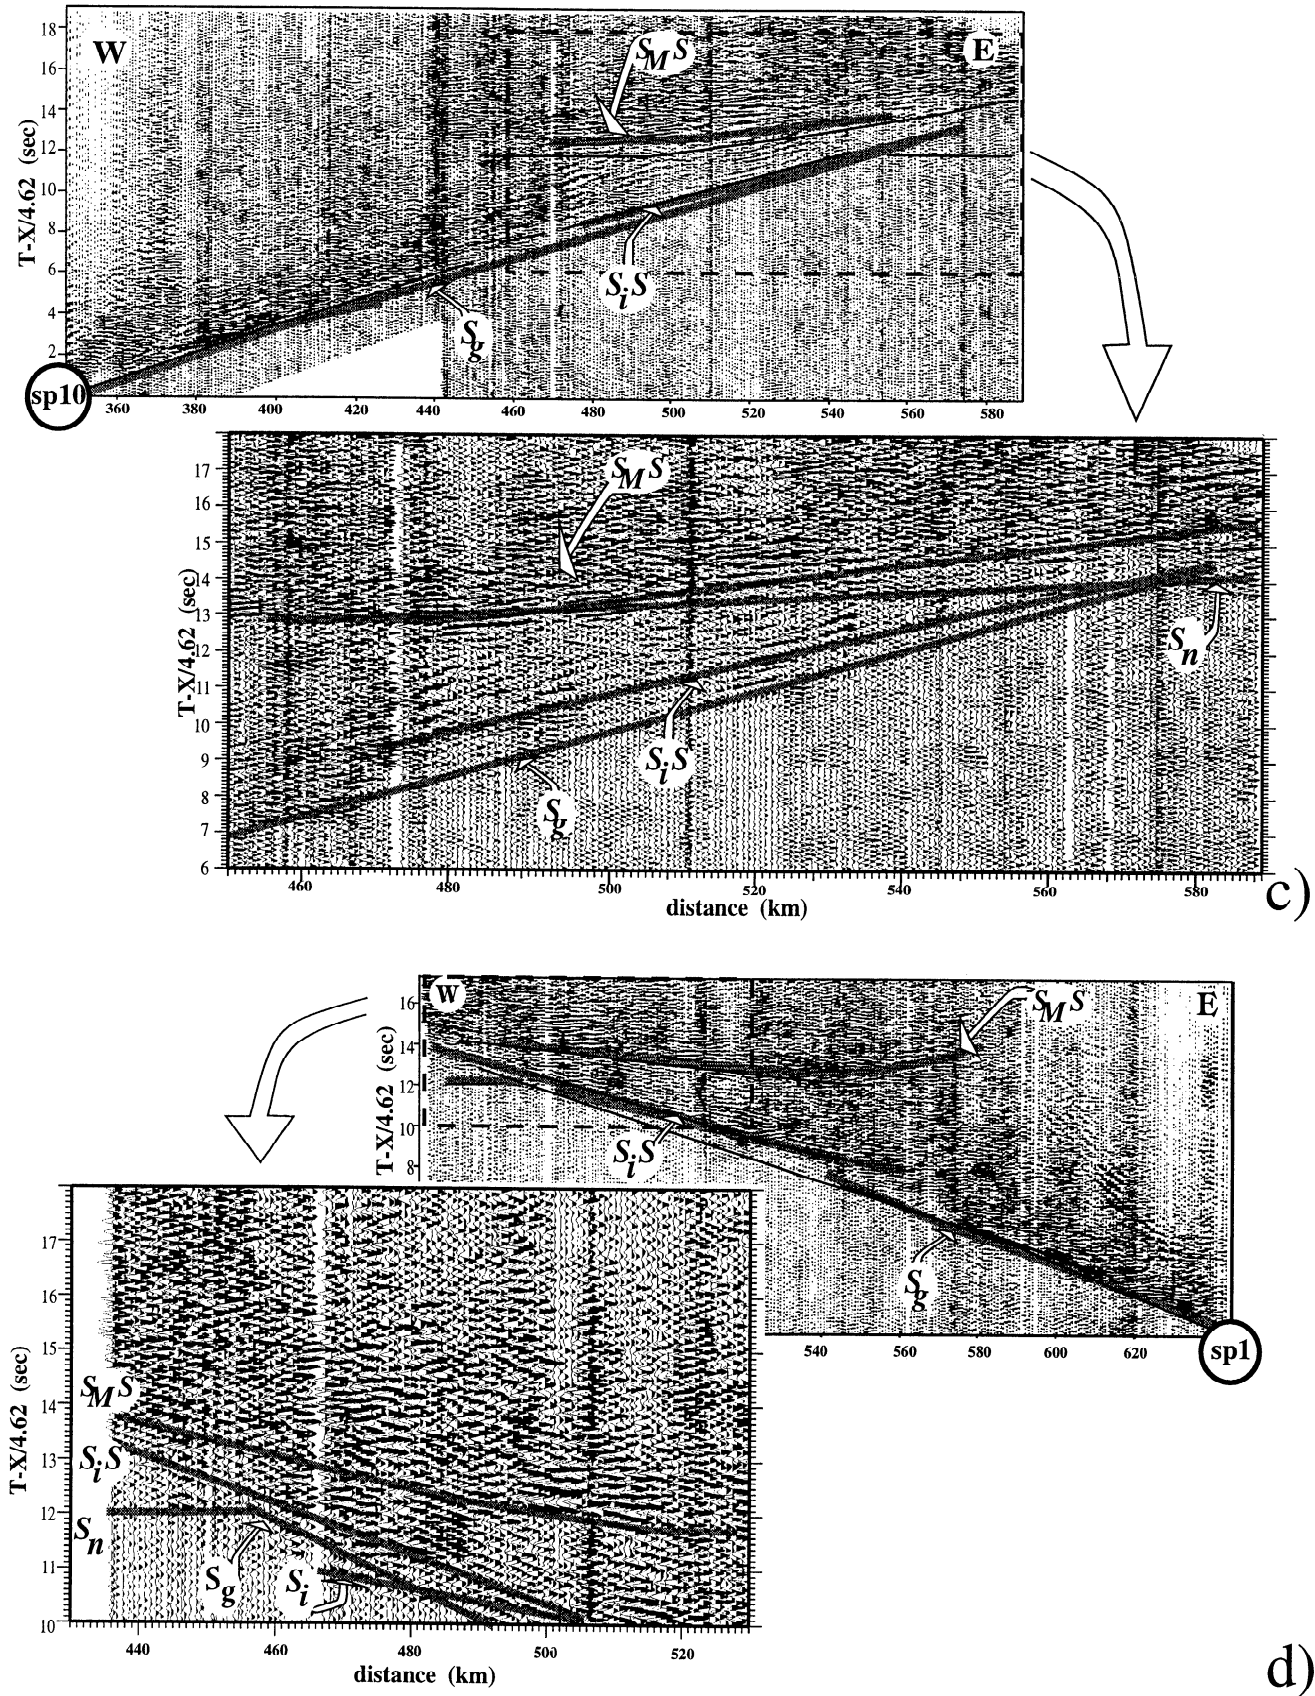 18
W
SMS
E
16
14
12
10
8
6
4
2
T-X/4.62 (sec)
SiS
Sg
sp10
360 380 400 420 440 460 480 500 520 540 560 580
17
16
15
14
13
12
11
10
9
8
7
6
T-X/4.62 (sec)
SMS
Sn
SiS
Sg
460 480 500 520 540 560 580
distance (km)
c)
W
SMS
E
16
14
12
10
8
T-X/4.62 (sec)
SiS
Sg
540 560 580 600 620
sp1
17
16
15
14
13
12
11
10
T-X/4.62 (sec)
SMS
SiS
Sn
Sg
Si
440 460 480 500 520
distance (km)
d)